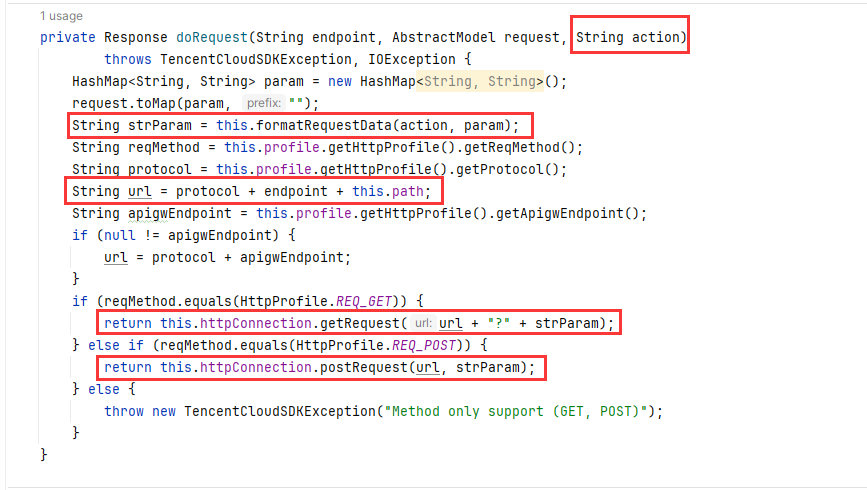 1 usage
private Response doRequest(String endpoint, AbstractModel request, String action)
        throws TencentCloudSDKException, IOException {
    HashMap<String, String> param = new HashMap<String, String>();
    request.toMap(param, prefix: "");
    String strParam = this.formatRequestData(action, param);
    String reqMethod = this.profile.getHttpProfile().getReqMethod();
    String protocol = this.profile.getHttpProfile().getProtocol();
    String url = protocol + endpoint + this.path;
    String apigwEndpoint = this.profile.getHttpProfile().getApigwEndpoint();
    if (null != apigwEndpoint) {
        url = protocol + apigwEndpoint;
    }
    if (reqMethod.equals(HttpProfile.REQ_GET)) {
        return this.httpConnection.getRequest( url: url + "?" + strParam);
    } else if (reqMethod.equals(HttpProfile.REQ_POST)) {
        return this.httpConnection.postRequest(url, strParam);
    } else {
        throw new TencentCloudSDKException("Method only support (GET, POST)");
    }
}